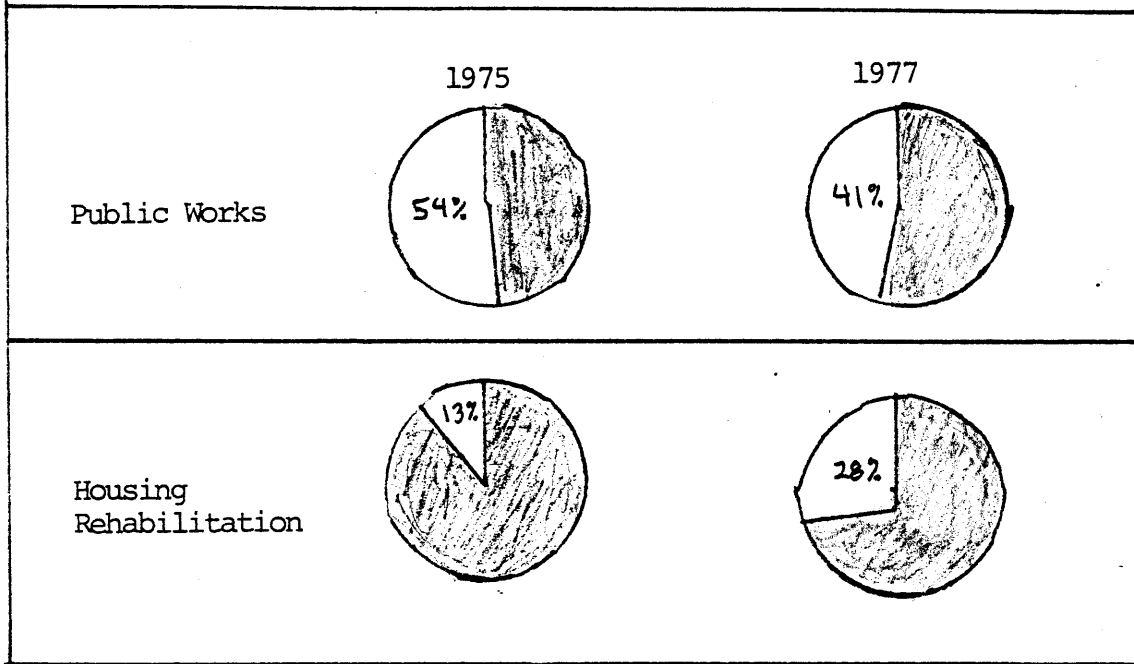 1975 1977
Public Works 54% 41%
13% 28%
Housing
Rehabilitation